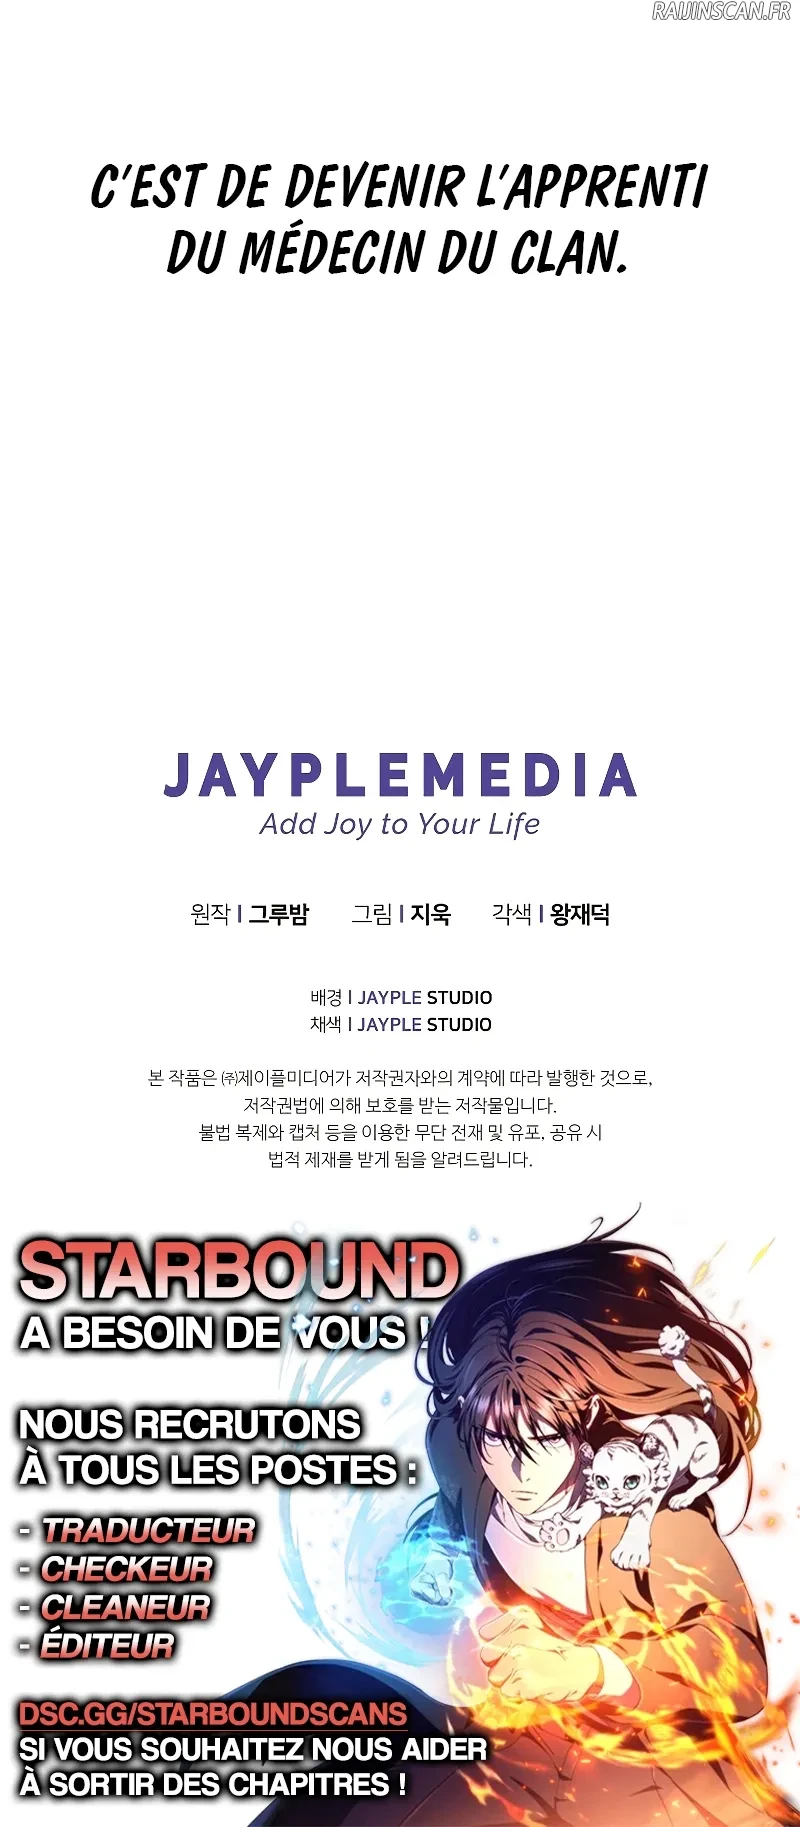 RAIJINSCAN.FR
C'EST DE DEVENIR L'APPRENTI
DU MÉDECIN DU CLAN.
JAYPLEMEDIA
Add Joy to Your Life
원작 | 그루밤 그림 | 지욱 각색 | 왕재덕
배경 | JAYPLE STUDIO
채색 | JAYPLE STUDIO
본 작품은 ㈜제이플미디어가 저작권자와의 계약에 따라 발행한 것으로,
저작권법에 의해 보호를 받는 저작물입니다.
불법 복제와 캡처 등을 이용한 무단 전재 및 유포, 공유 시
법적 제재를 받게 됨을 알려드립니다.
STARBOUND
A BESOIN DE VOUS !
NOUS RECRUTONS
À TOUS LES POSTES :
- TRADUCTEUR
- CHECKEUR
- CLEANEUR
- ÉDITEUR
DSC.GG/STARBOUNDSCANS
SI VOUS SOUHAITEZ NOUS AIDER
À SORTIR DES CHAPITRES !